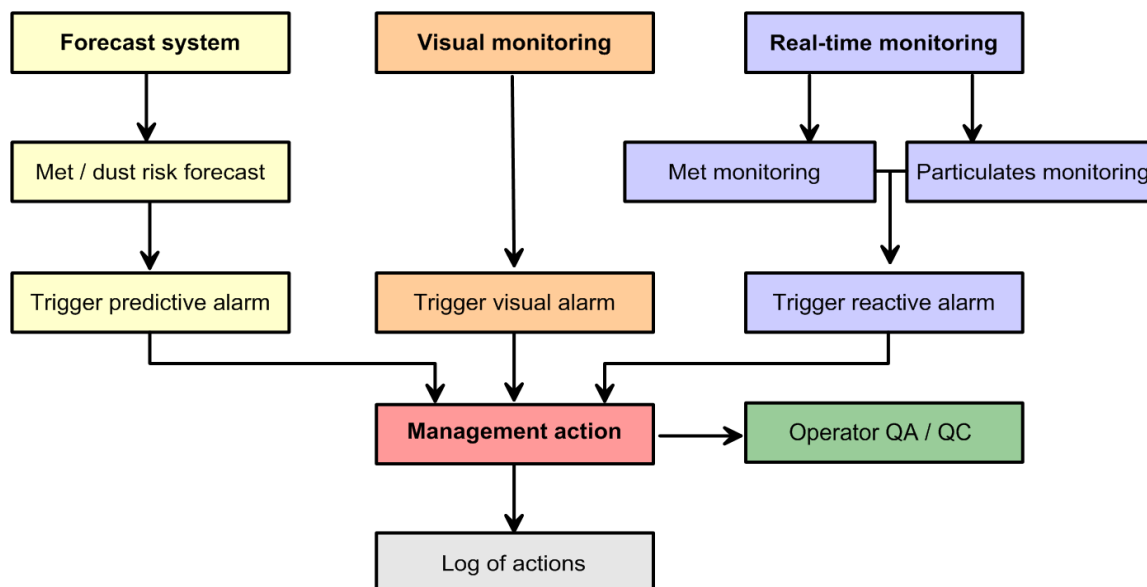 Forecast system
Visual monitoring
Real-time monitoring
Met / dust risk forecast
Met monitoring
Particulates monitoring
Trigger predictive alarm
Trigger visual alarm
Trigger reactive alarm
Management action
Operator QA / QC
Log of actions